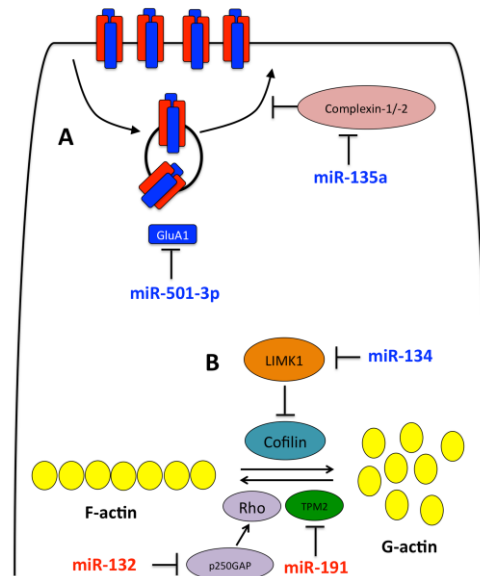 A
Complexin-1/-2
miR-135a
GluA1
miR-501-3p
B
LIMK1
miR-134
Cofilin
F-actin
Rho
TPM2
G-actin
miR-132
p250GAP
miR-191